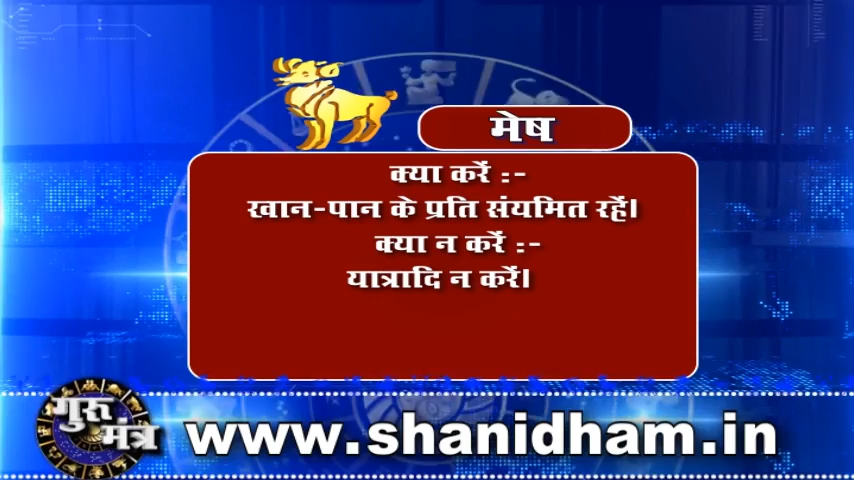 मेष
क्या करें :-
खान-पान के प्रति संयमित रहें।
क्या न करें :-
यात्रादि न करें।
गुरु
मंत्र
www.shanidham.in